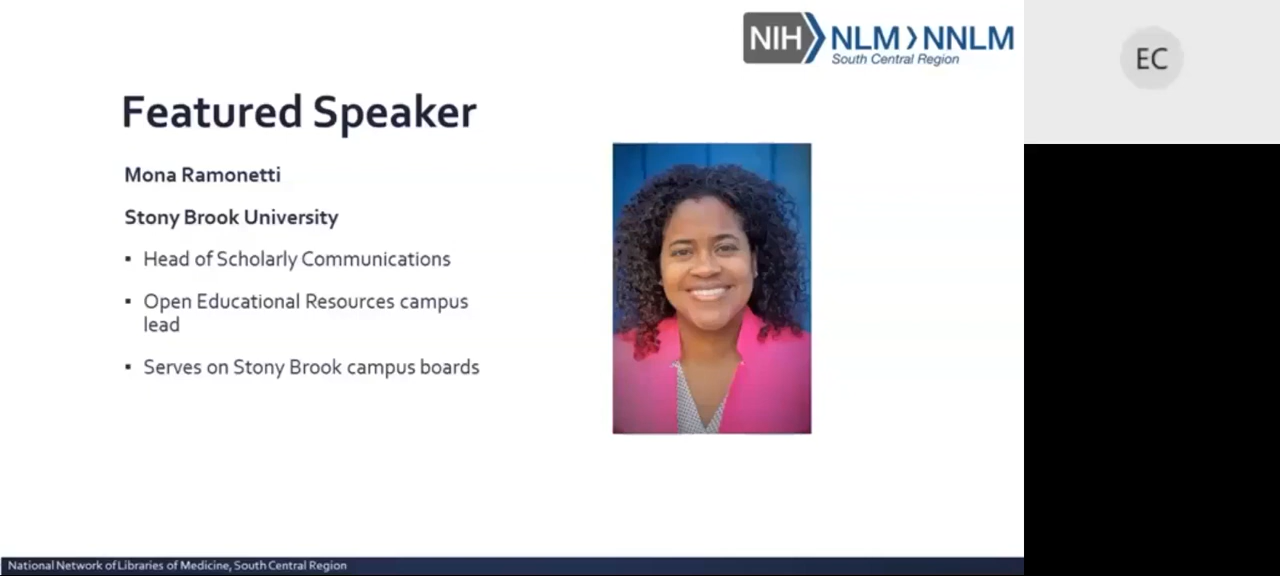 NIH NLM NNLM
South Central Region
EC
Featured Speaker
Mona Ramonetti
Stony Brook University
▪ Head of Scholarly Communications
▪ Open Educational Resources campus
lead
▪ Serves on Stony Brook campus boards
National Network of Libraries of Medicine, South Central Region